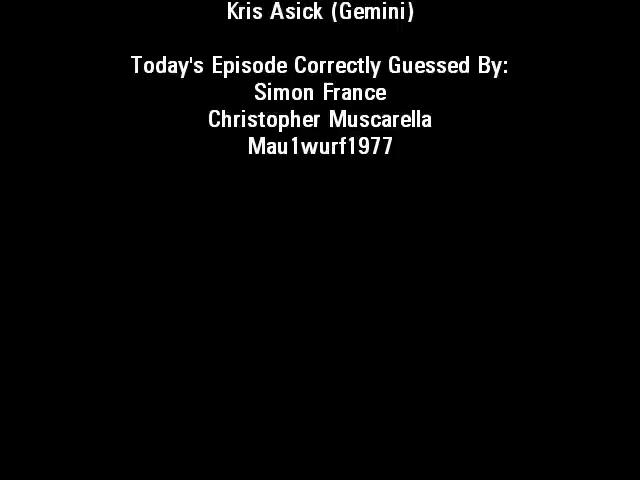 Kris Asick (Gemini)
Today's Episode Correctly Guessed By:
Simon France
Christopher Muscarella
Mau1wurf1977